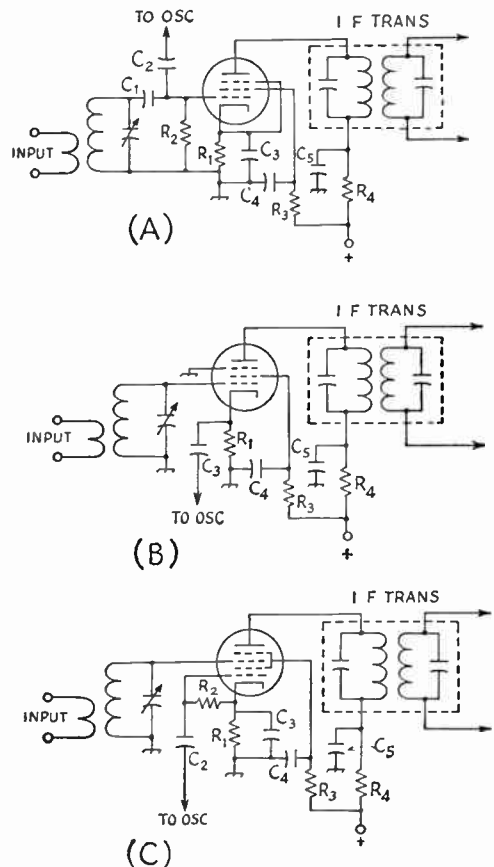 TO OSC
I F TRANS
C2
C1
R2
R1
C3
C4
C5
R3
R4
INPUT
+
(A)
I F TRANS
INPUT
C3
R1
C4
C5
R3
R4
TO OSC
+
(B)
I F TRANS
INPUT
R2
C2
R1
C3
C4
C5
R3
R4
TO OSC
+
(C)